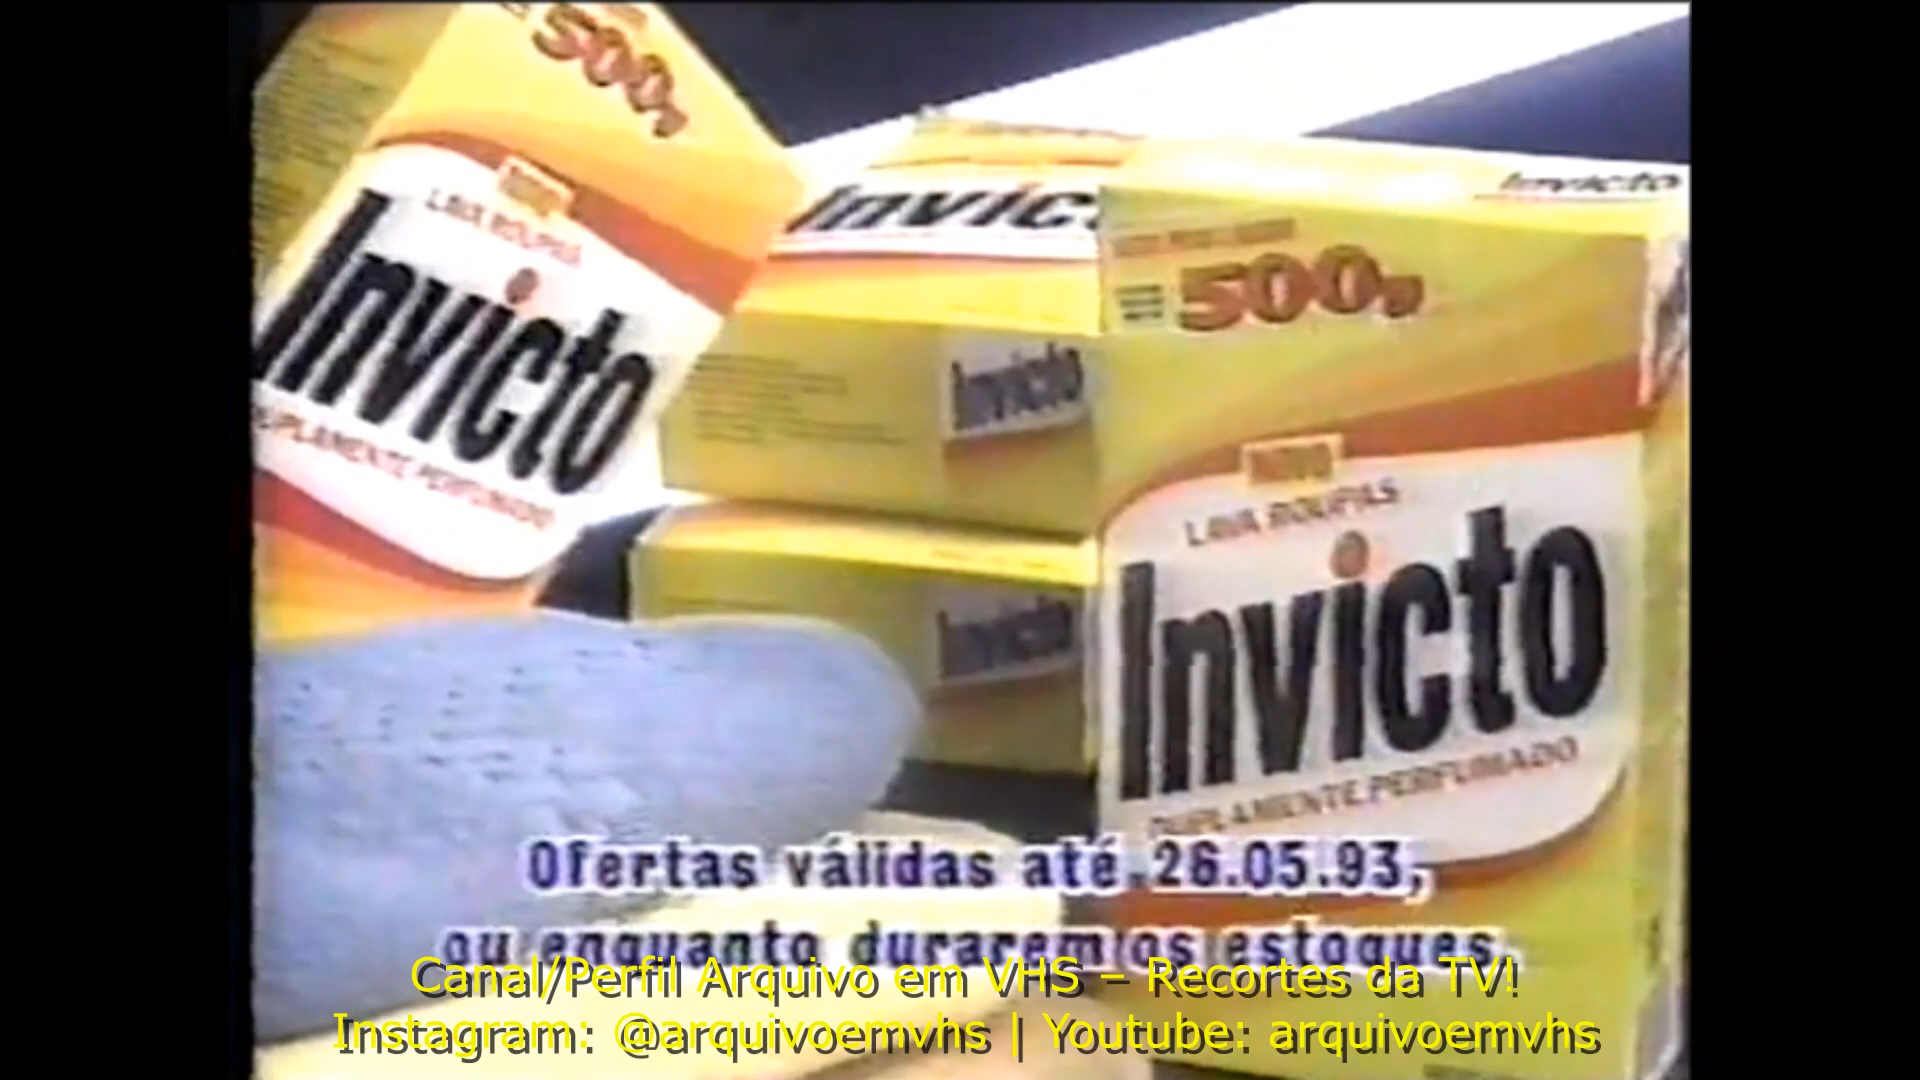 500g
NOVO
LAVA ROUPAS
Invicto
DUPLAMENTE PERFUMADO
Invicto
Invicto
Invicto
Invicto
500g
NOVO
LAVA ROUPAS
Invicto
DUPLAMENTE PERFUMADO
Ofertas válidas até 26.05.93,
ou enquanto durarem os estoques.
Canal/Perfil Arquivo em VHS – Recortes da TV!
Instagram: @arquivoemvhs | Youtube: arquivoemvhs